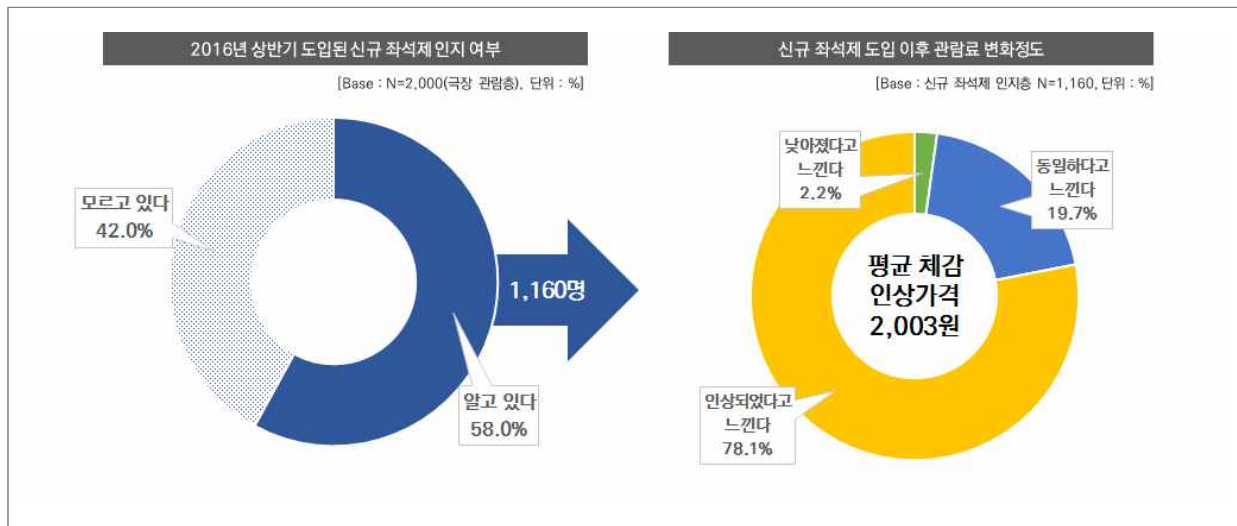 2016년 상반기 도입된 신규 좌석제 인지 여부
[Base : N=2,000(극장 관람층), 단위 : %]
모르고 있다
42.0%
1,160명
알고 있다
58.0%
신규 좌석제 도입 이후 관람료 변화정도
[Base : 신규 좌석제 인지층 N=1,160, 단위 : %]
낮아졌다고
느낀다
2.2%
동일하다고
느낀다
19.7%
평균 체감
인상가격
2,003원
인상되었다고
느낀다
78.1%